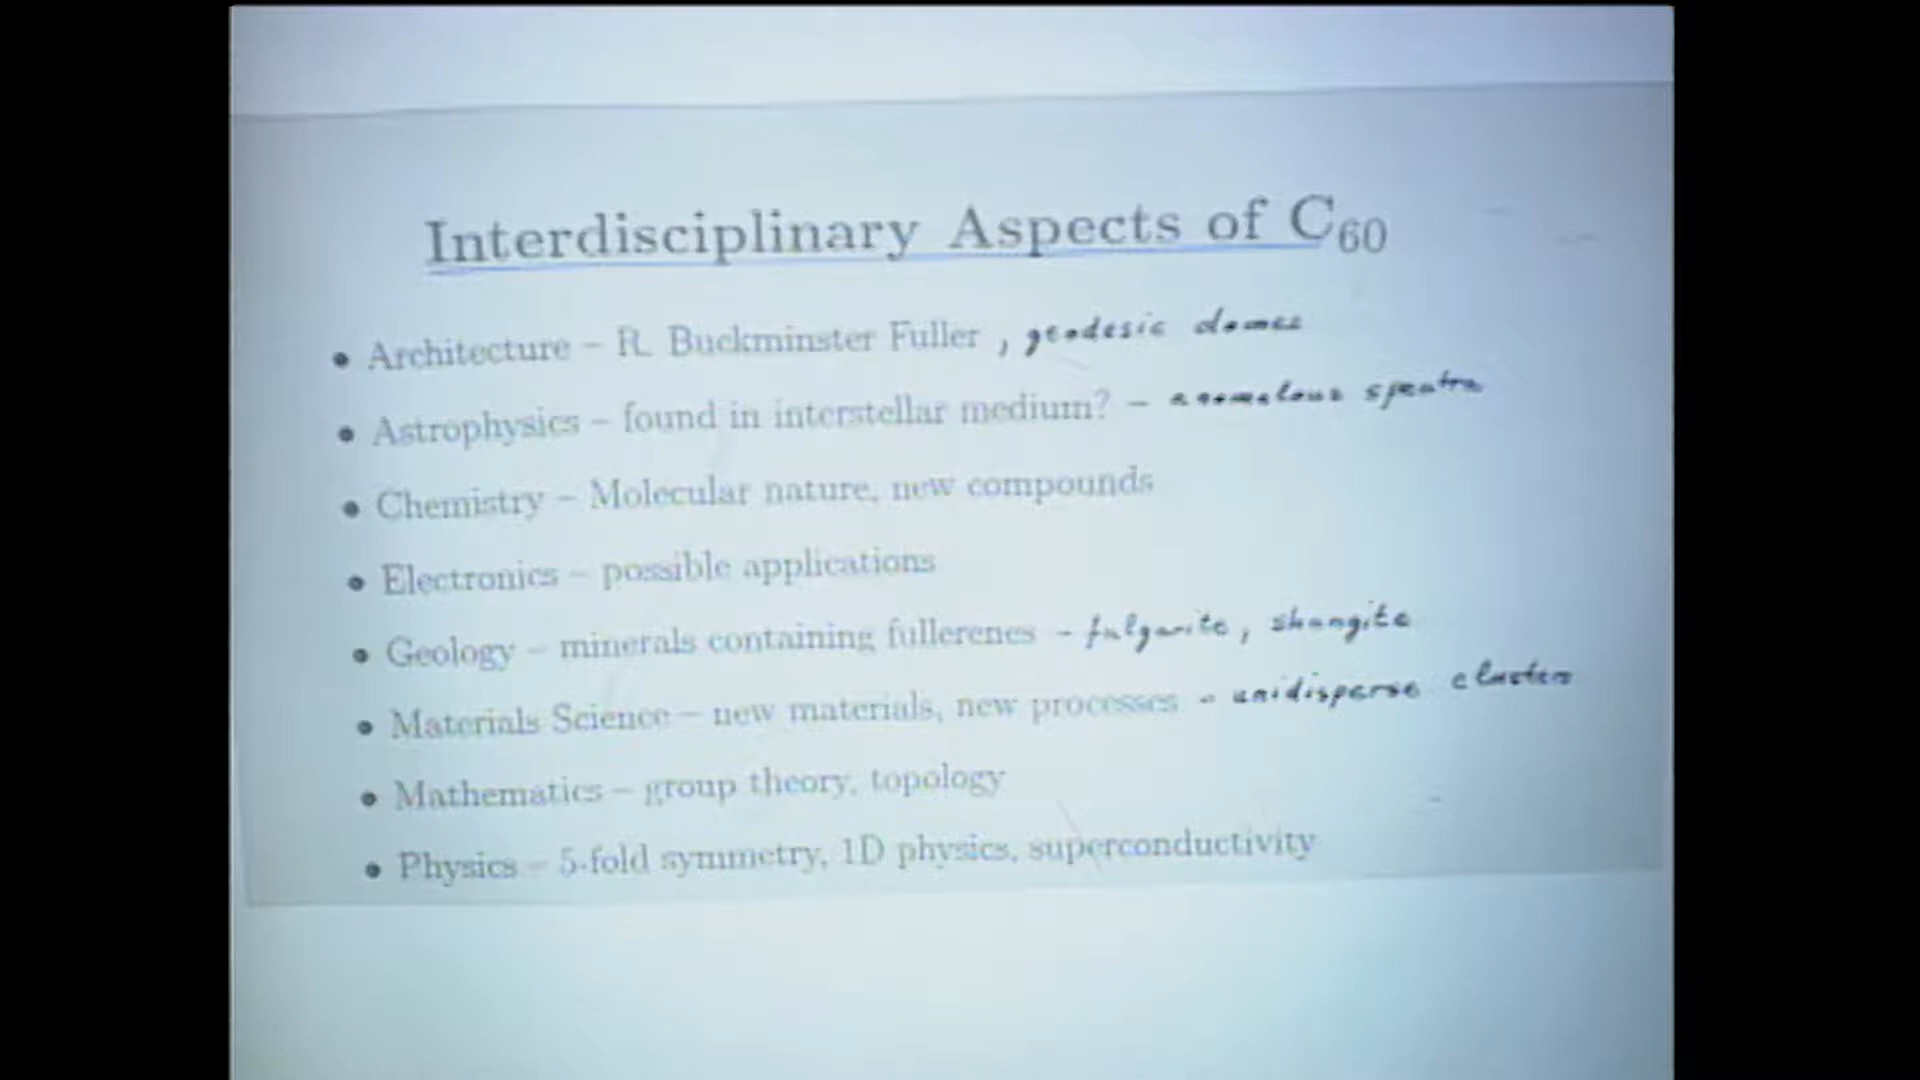 Interdisciplinary Aspects of C60
• Architecture – R. Buckminster Fuller , geodesic domes
• Astrophysics – found in interstellar medium? – anomalous spectra
• Chemistry – Molecular nature, new compounds
• Electronics – possible applications
• Geology – minerals containing fullerenes - fulgarite, shungite
• Materials Science – new materials, new processes - unidisperse clusters
• Mathematics – group theory, topology
• Physics – 5-fold symmetry, 1D physics, superconductivity